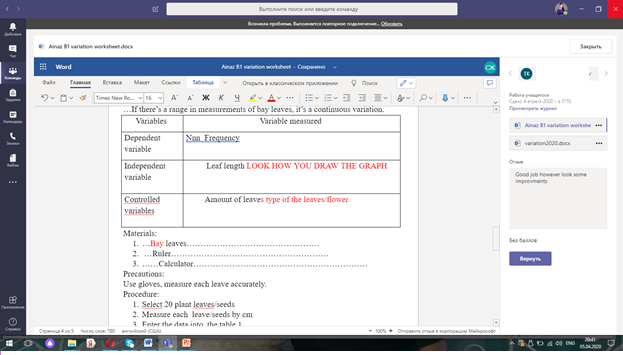 Выполните поиск или введите команду
Возникла проблема. Выполняется повторное подключение... Обновить
Действия
Чат
Команды
Задания
Календарь
Звонки
Файлы
Приложения
Справка
Ainaz B1 variation worksheet.docx
Закрыть
Word
Ainaz B1 variation worksheet - Сохранено
СЖ
Файл Главная Вставка Макет Ссылки Таблица Открыть в классическом приложении Поиск
Times New Ro... 16 A A Ж К Ч
…If there's a range in measurements of bay leaves, it's a continuous variation.
Variables Variable measured
Dependent variable Nnn Frequency
Independent variable Leaf length LOOK HOW YOU DRAW THE GRAPH
Controlled variables Amount of leaves type of the leaves/flower
Materials:
1. …Bay leaves…………………………………………
2. …Ruler……………………………………………………
3. ……Calculator…………………………………………………………
Precautions:
Use gloves, measure each leave accurately.
Procedure:
1. Select 20 plant leaves/seeds
2. Measure each leave/seeds by cm
3. Enter the data into the table 1
Страница 4 из 5 Число слов: 780 английский (США) 100% Отправить отзыв в корпорацию Майкрософт
TK
Работа учащегося
Сдано 4 апреля 2020 г. в 17:13
Просмотреть журнал
Ainaz B1 variation workshe
variation2020.docx
Отзыв
Good job however look some
improvments
Без баллов
Вернуть
ENG
20:41
05.04.2020